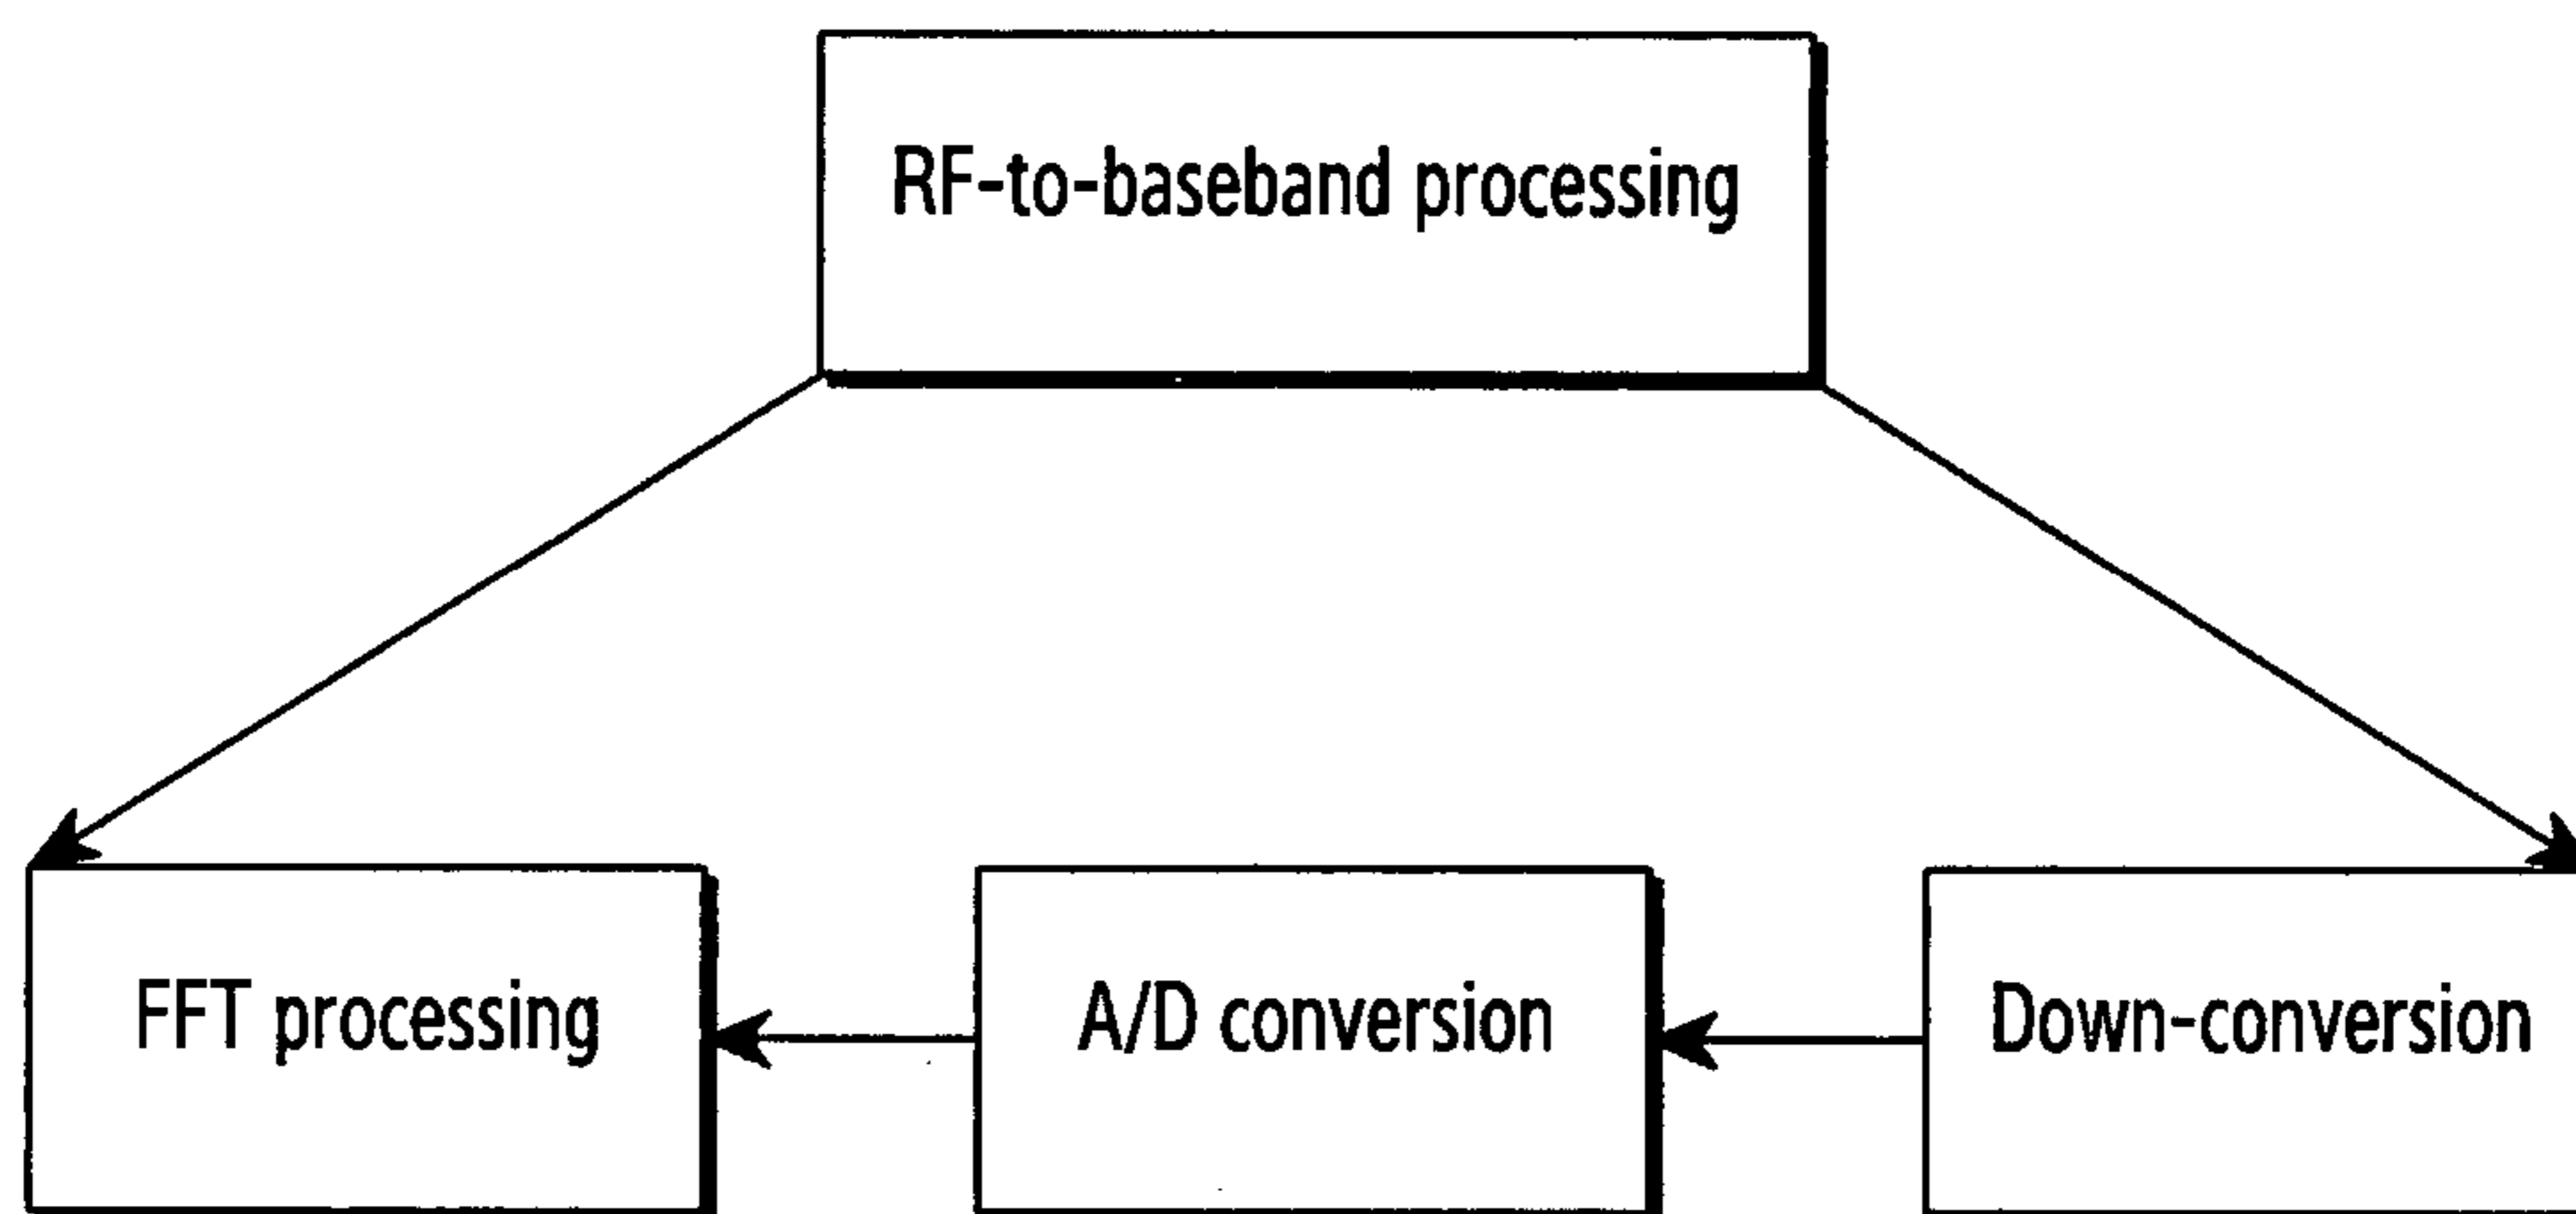 RF-to-baseband processing
FFT processing
A/D conversion
Down-conversion